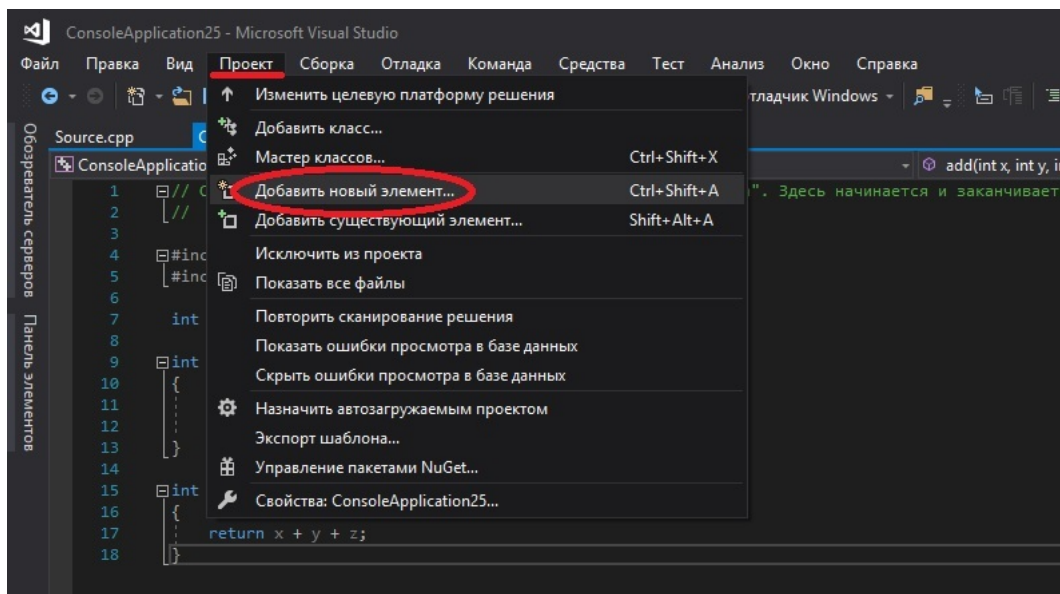 ConsoleApplication25 - Microsoft Visual Studio
Файл Правка Вид Проект Сборка Отладка Команда Средства Тест Анализ Окно Справка
Изменить целевую платформу решения
Windows
Добавить класс...
Source.cpp
Мастер классов... Ctrl+Shift+X
add(int x, int y, i
Добавить новый элемент... Ctrl+Shift+A
1 // ". Здесь начинается и заканчивает
2 //
Добавить существующий элемент... Shift+Alt+A
3
4 #inc
Исключить из проекта
5 #inc
Показать все файлы
6
7 int
Повторить сканирование решения
8
Показать ошибки просмотра в базе данных
9 int
Скрыть ошибки просмотра в базе данных
10 {
11
Назначить автозагружаемым проектом
12
Экспорт шаблона...
13 }
14
Управление пакетами NuGet...
15 int
Свойства: ConsoleApplication25...
16 {
17 return x + y + z;
18 }
Обозреватель серверов
Панель элементов